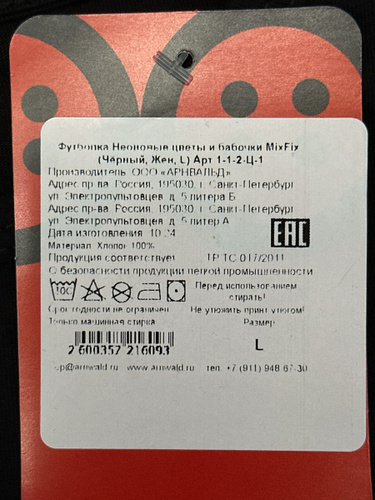 Футболка Неоновые цветы и бабочки MixFix
(Чёрный, Жен, L) Арт 1-1-2-Ц-1
Производитель ООО «АРНВАЛЬД»
Адрес пр-ва Россия, 195030, г. Санкт-Петербург
ул Электропультовцев д. 5 литера Б
Адрес пр-ва Россия, 195030, г. Санкт-Петербург
ул Электропультовцев, д. 5 литер А
Дата изготовления 10 24
EAC
Материал Хлопок 100%
Продукция соответствует ТР ТС 017/2011
О безопасности продукции легкой промышленности
Перед использованием
стирать!
Срок годности не ограничен Не утюжить принт утюгом!
Только машинная стирка Размер
2 600357 216093 L
op@arnwald.ru www.arnwald.ru тел. +7 (911) 948 67-30